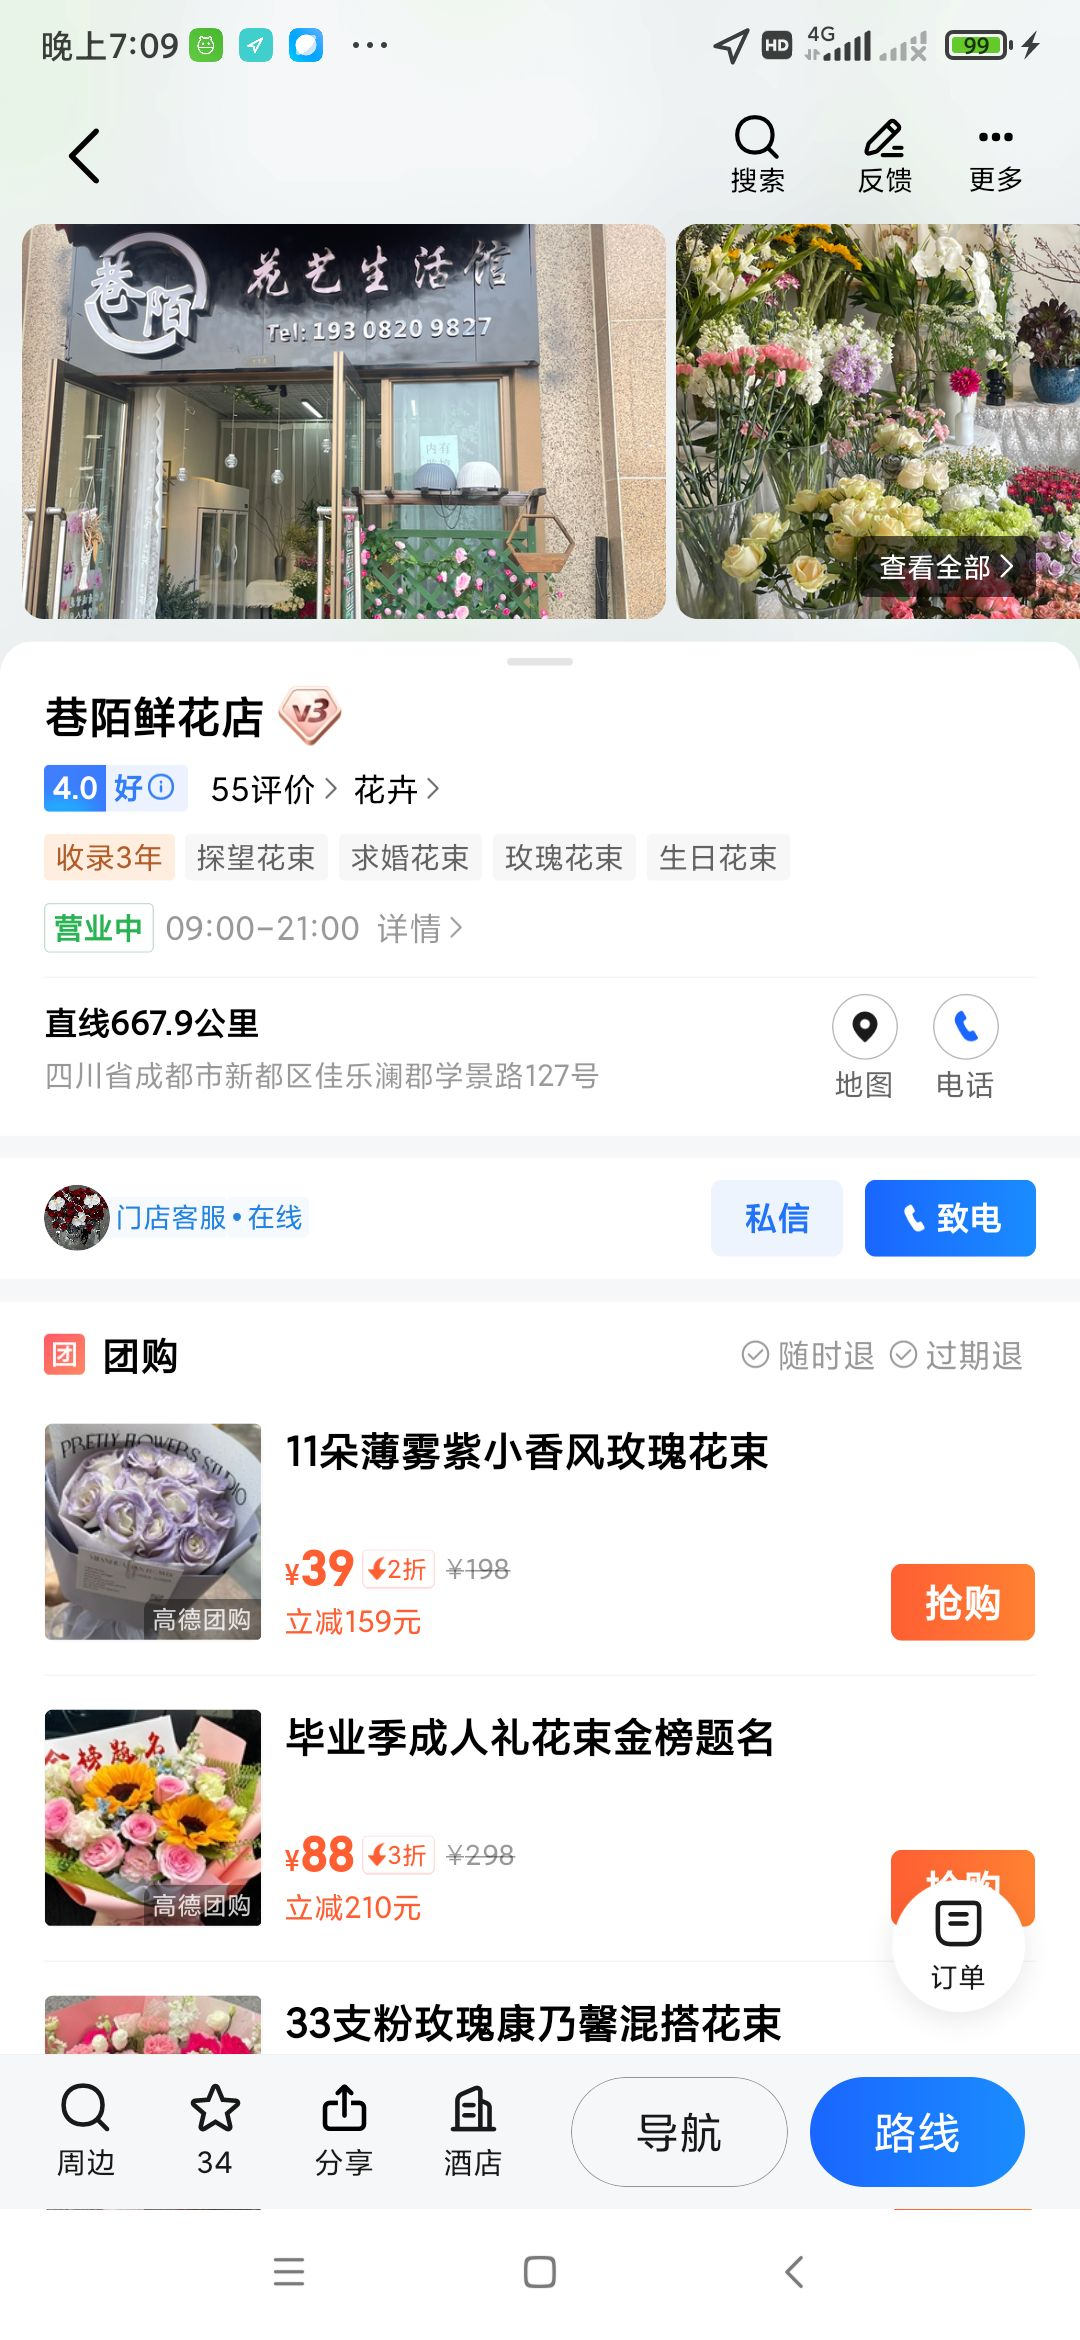 晚上7:09
HD 4G 99
搜索 反馈 更多
巷陌 花艺生活馆
Tel: 193 0820 9827
内有
查看全部
巷陌鲜花店 V3
4.0 好 55评价 花卉
收录3年 探望花束 求婚花束 玫瑰花束 生日花束
营业中 09:00-21:00 详情
直线667.9公里
四川省成都市新都区佳乐澜郡学景路127号
地图 电话
门店客服•在线 私信 致电
团 团购 随时退 过期退
PRETTY FLOWERS STUDIO
高德团购
11朵薄雾紫小香风玫瑰花束
¥39 2折 ¥198
立减159元
抢购
金榜题名
高德团购
毕业季成人礼花束金榜题名
¥88 3折 ¥298
立减210元
抢购
订单
33支粉玫瑰康乃馨混搭花束
周边 34 分享 酒店 导航 路线